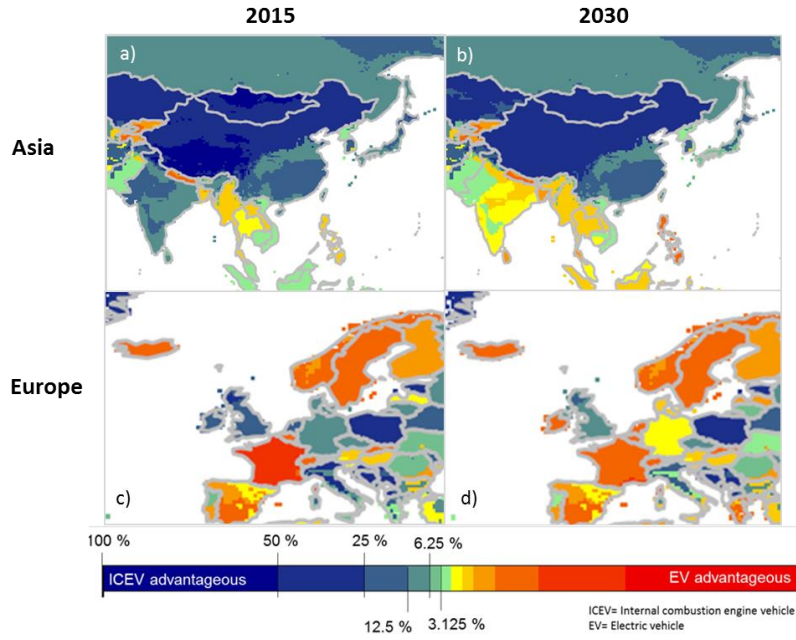 2015 2030
a) b)
Asia
Europe
c) d)
100 % 50 % 25 % 6.25 %
ICEV advantageous EV advantageous
12.5 % 3.125 %
ICEV= Internal combustion engine vehicle
EV= Electric vehicle